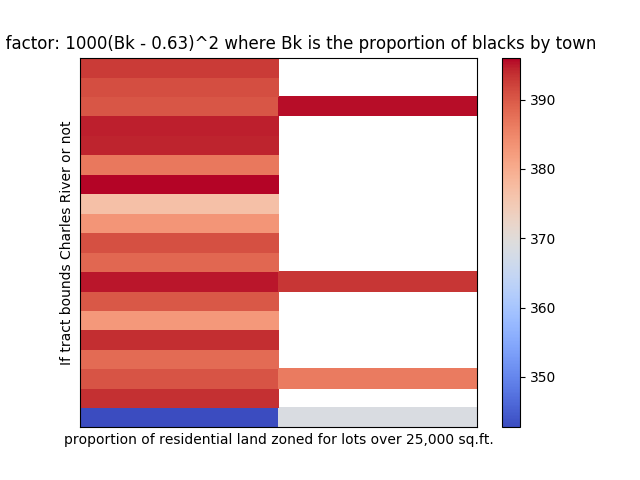 factor: 1000(Bk - 0.63)^2 where Bk is the proportion of blacks by town
If tract bounds Charles River or not
proportion of residential land zoned for lots over 25,000 sq.ft.
390
380
370
360
350